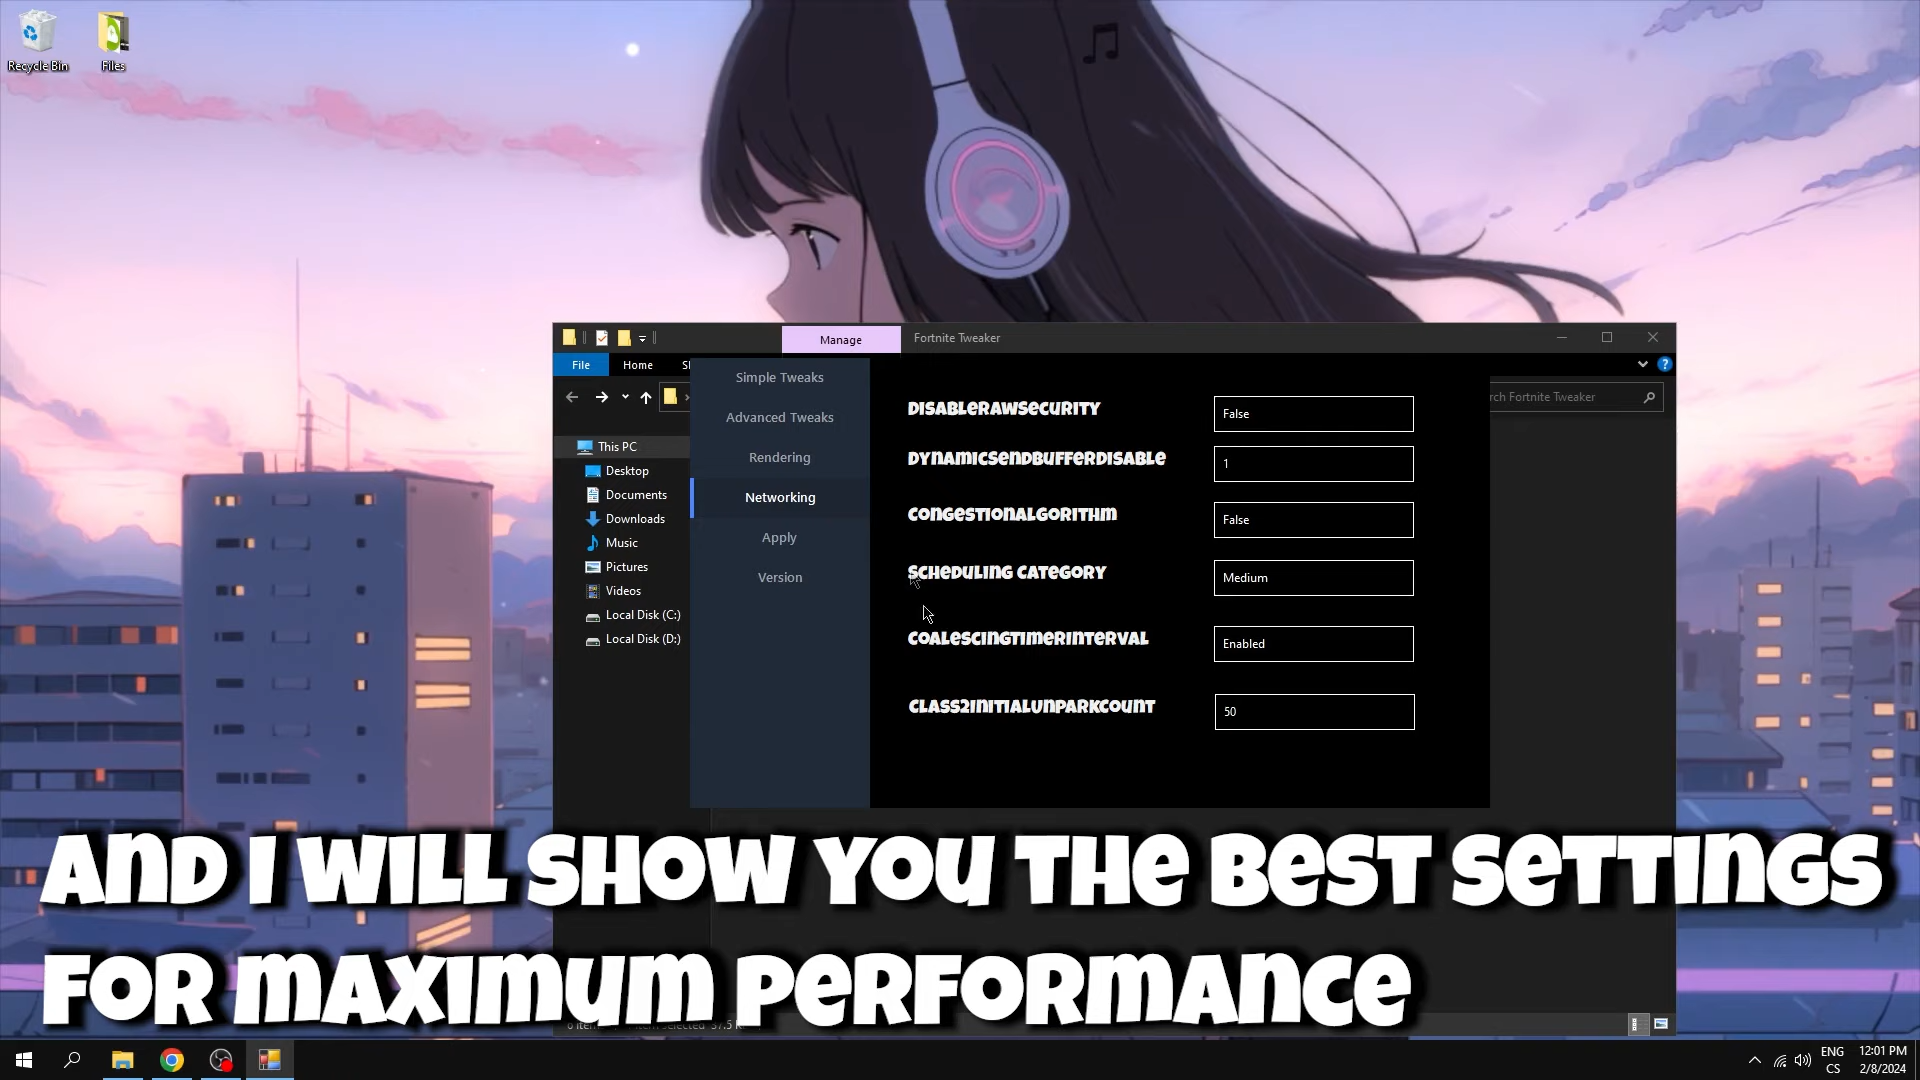 Recycle Bin
Files
Manage
Fortnite Tweaker
File
Home
Simple Tweaks
Advanced Tweaks
Rendering
Networking
Apply
Version
rch Fortnite Tweaker
This PC
Desktop
Documents
Downloads
Music
Pictures
Videos
Local Disk (C:)
Local Disk (D:)
DisableRawSecurity
False
DynamicSendBufferDisable
1
CongestionAlgorithm
False
Scheduling Category
Medium
CoalescingTimerInterval
Enabled
Class2InitialUnparkCount
50
AND I WILL SHOW YOU THE BEST SETTINGS
FOR MAXIMUM PERFORMANCE
ENG
CS
12:01 PM
2/8/2024